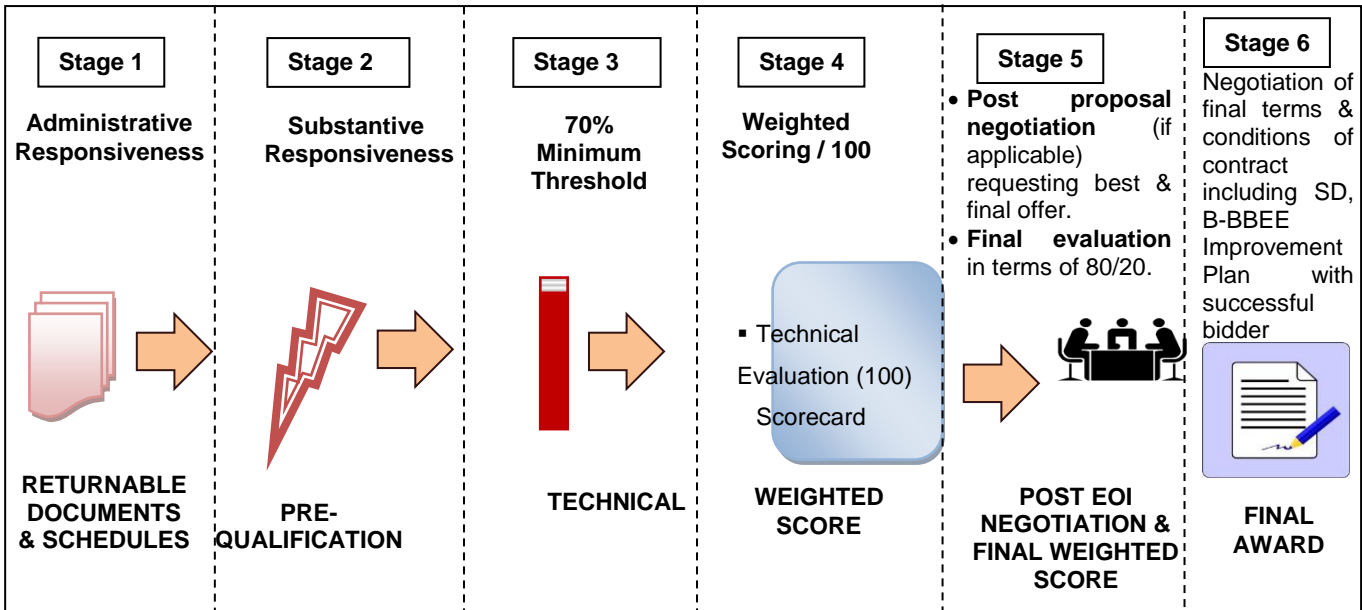 Stage 1
Administrative
Responsiveness
RETURNABLE
DOCUMENTS
& SCHEDULES
Stage 2
Substantive
Responsiveness
PRE-
QUALIFICATION
Stage 3
70%
Minimum
Threshold
TECHNICAL
Stage 4
Weighted
Scoring / 100
▪ Technical
Evaluation (100)
Scorecard
WEIGHTED
SCORE
Stage 5
• Post proposal
negotiation (if
applicable)
requesting best &
final offer.
• Final evaluation
in terms of 80/20.
POST EOI
NEGOTIATION &
FINAL WEIGHTED
SCORE
Stage 6
Negotiation of
final terms &
conditions of
contract
including SD,
B-BBEE
Improvement
Plan with
successful
bidder
FINAL
AWARD